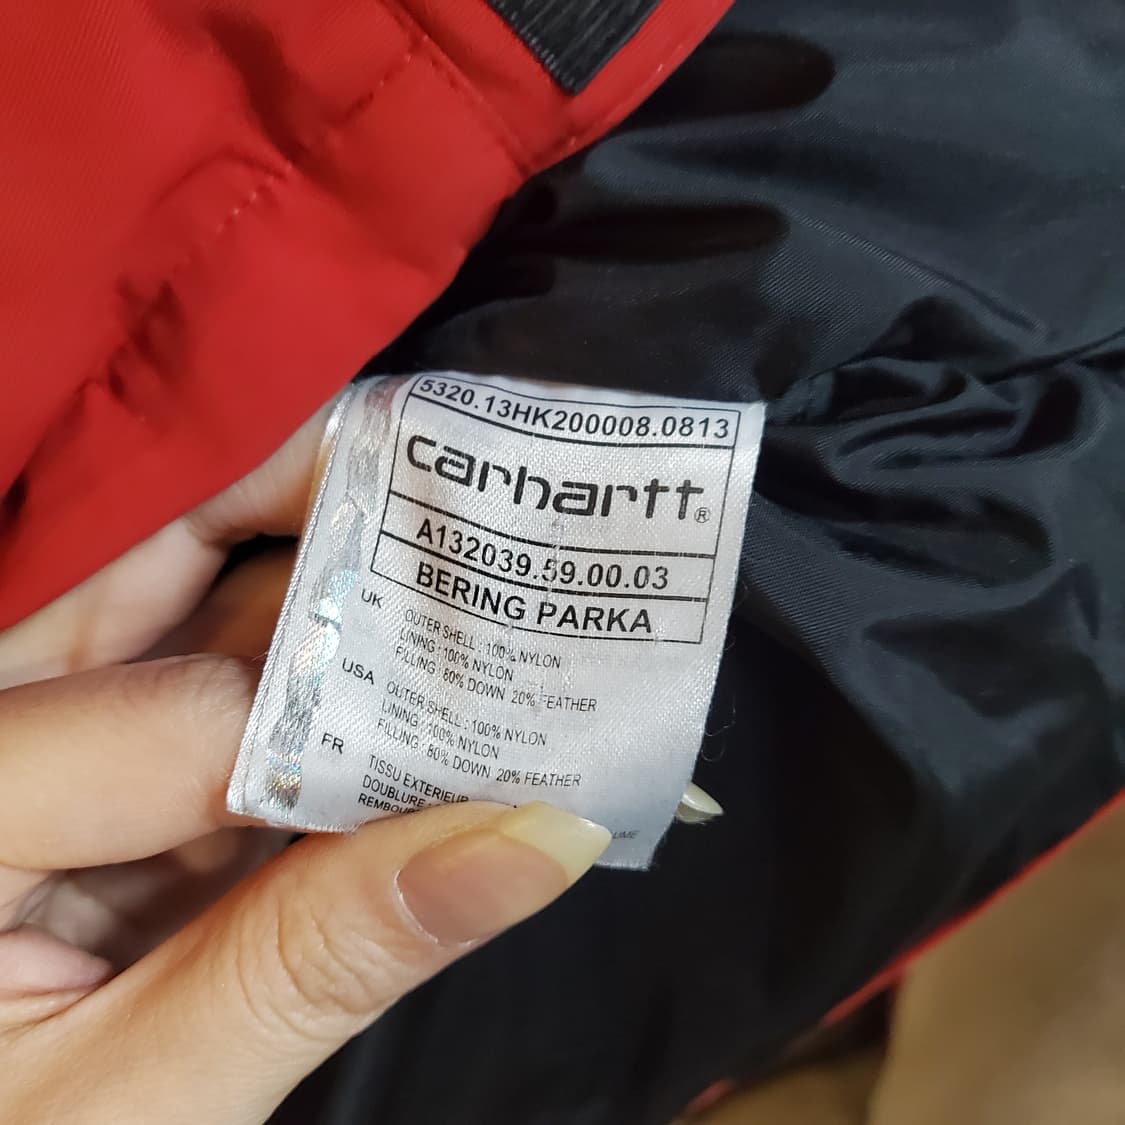 5320.13HK200008.0813
carhartt®
A132039.59.00.03
BERING PARKA
UK
OUTER SHELL : 100% NYLON
LINING : 100% NYLON
FILLING : 80% DOWN 20% FEATHER
USA
OUTER SHELL : 100% NYLON
LINING : 100% NYLON
FILLING : 80% DOWN 20% FEATHER
FR
TISSU EXTERIEUR
DOUBLURE